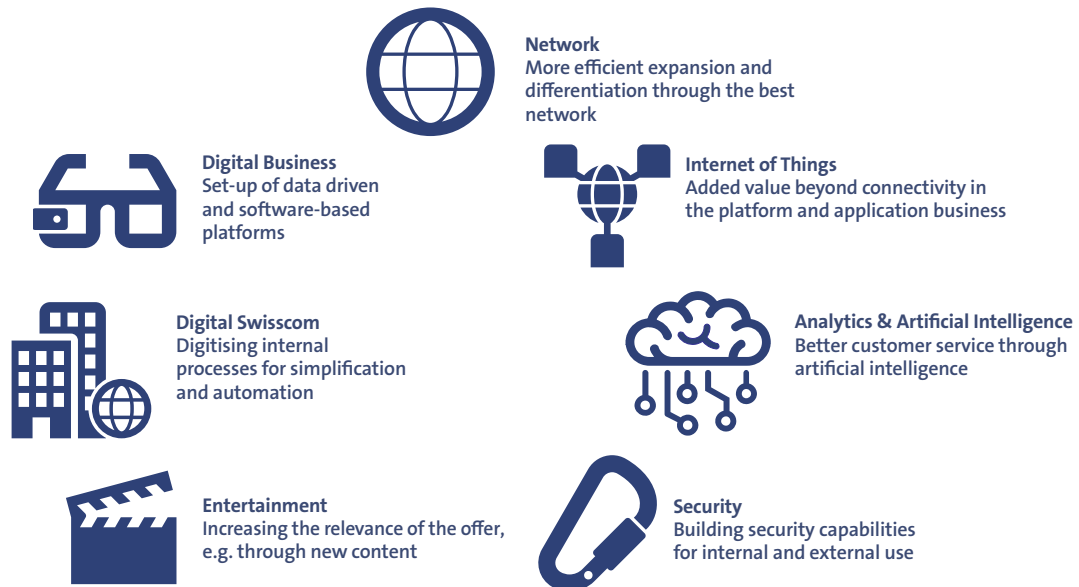 Network
More efficient expansion and
differentiation through the best
network
Digital Business
Set-up of data driven
and software-based
platforms
Internet of Things
Added value beyond connectivity in
the platform and application business
Digital Swisscom
Digitising internal
processes for simplification
and automation
Analytics & Artificial Intelligence
Better customer service through
artificial intelligence
Entertainment
Increasing the relevance of the offer,
e.g. through new content
Security
Building security capabilities
for internal and external use